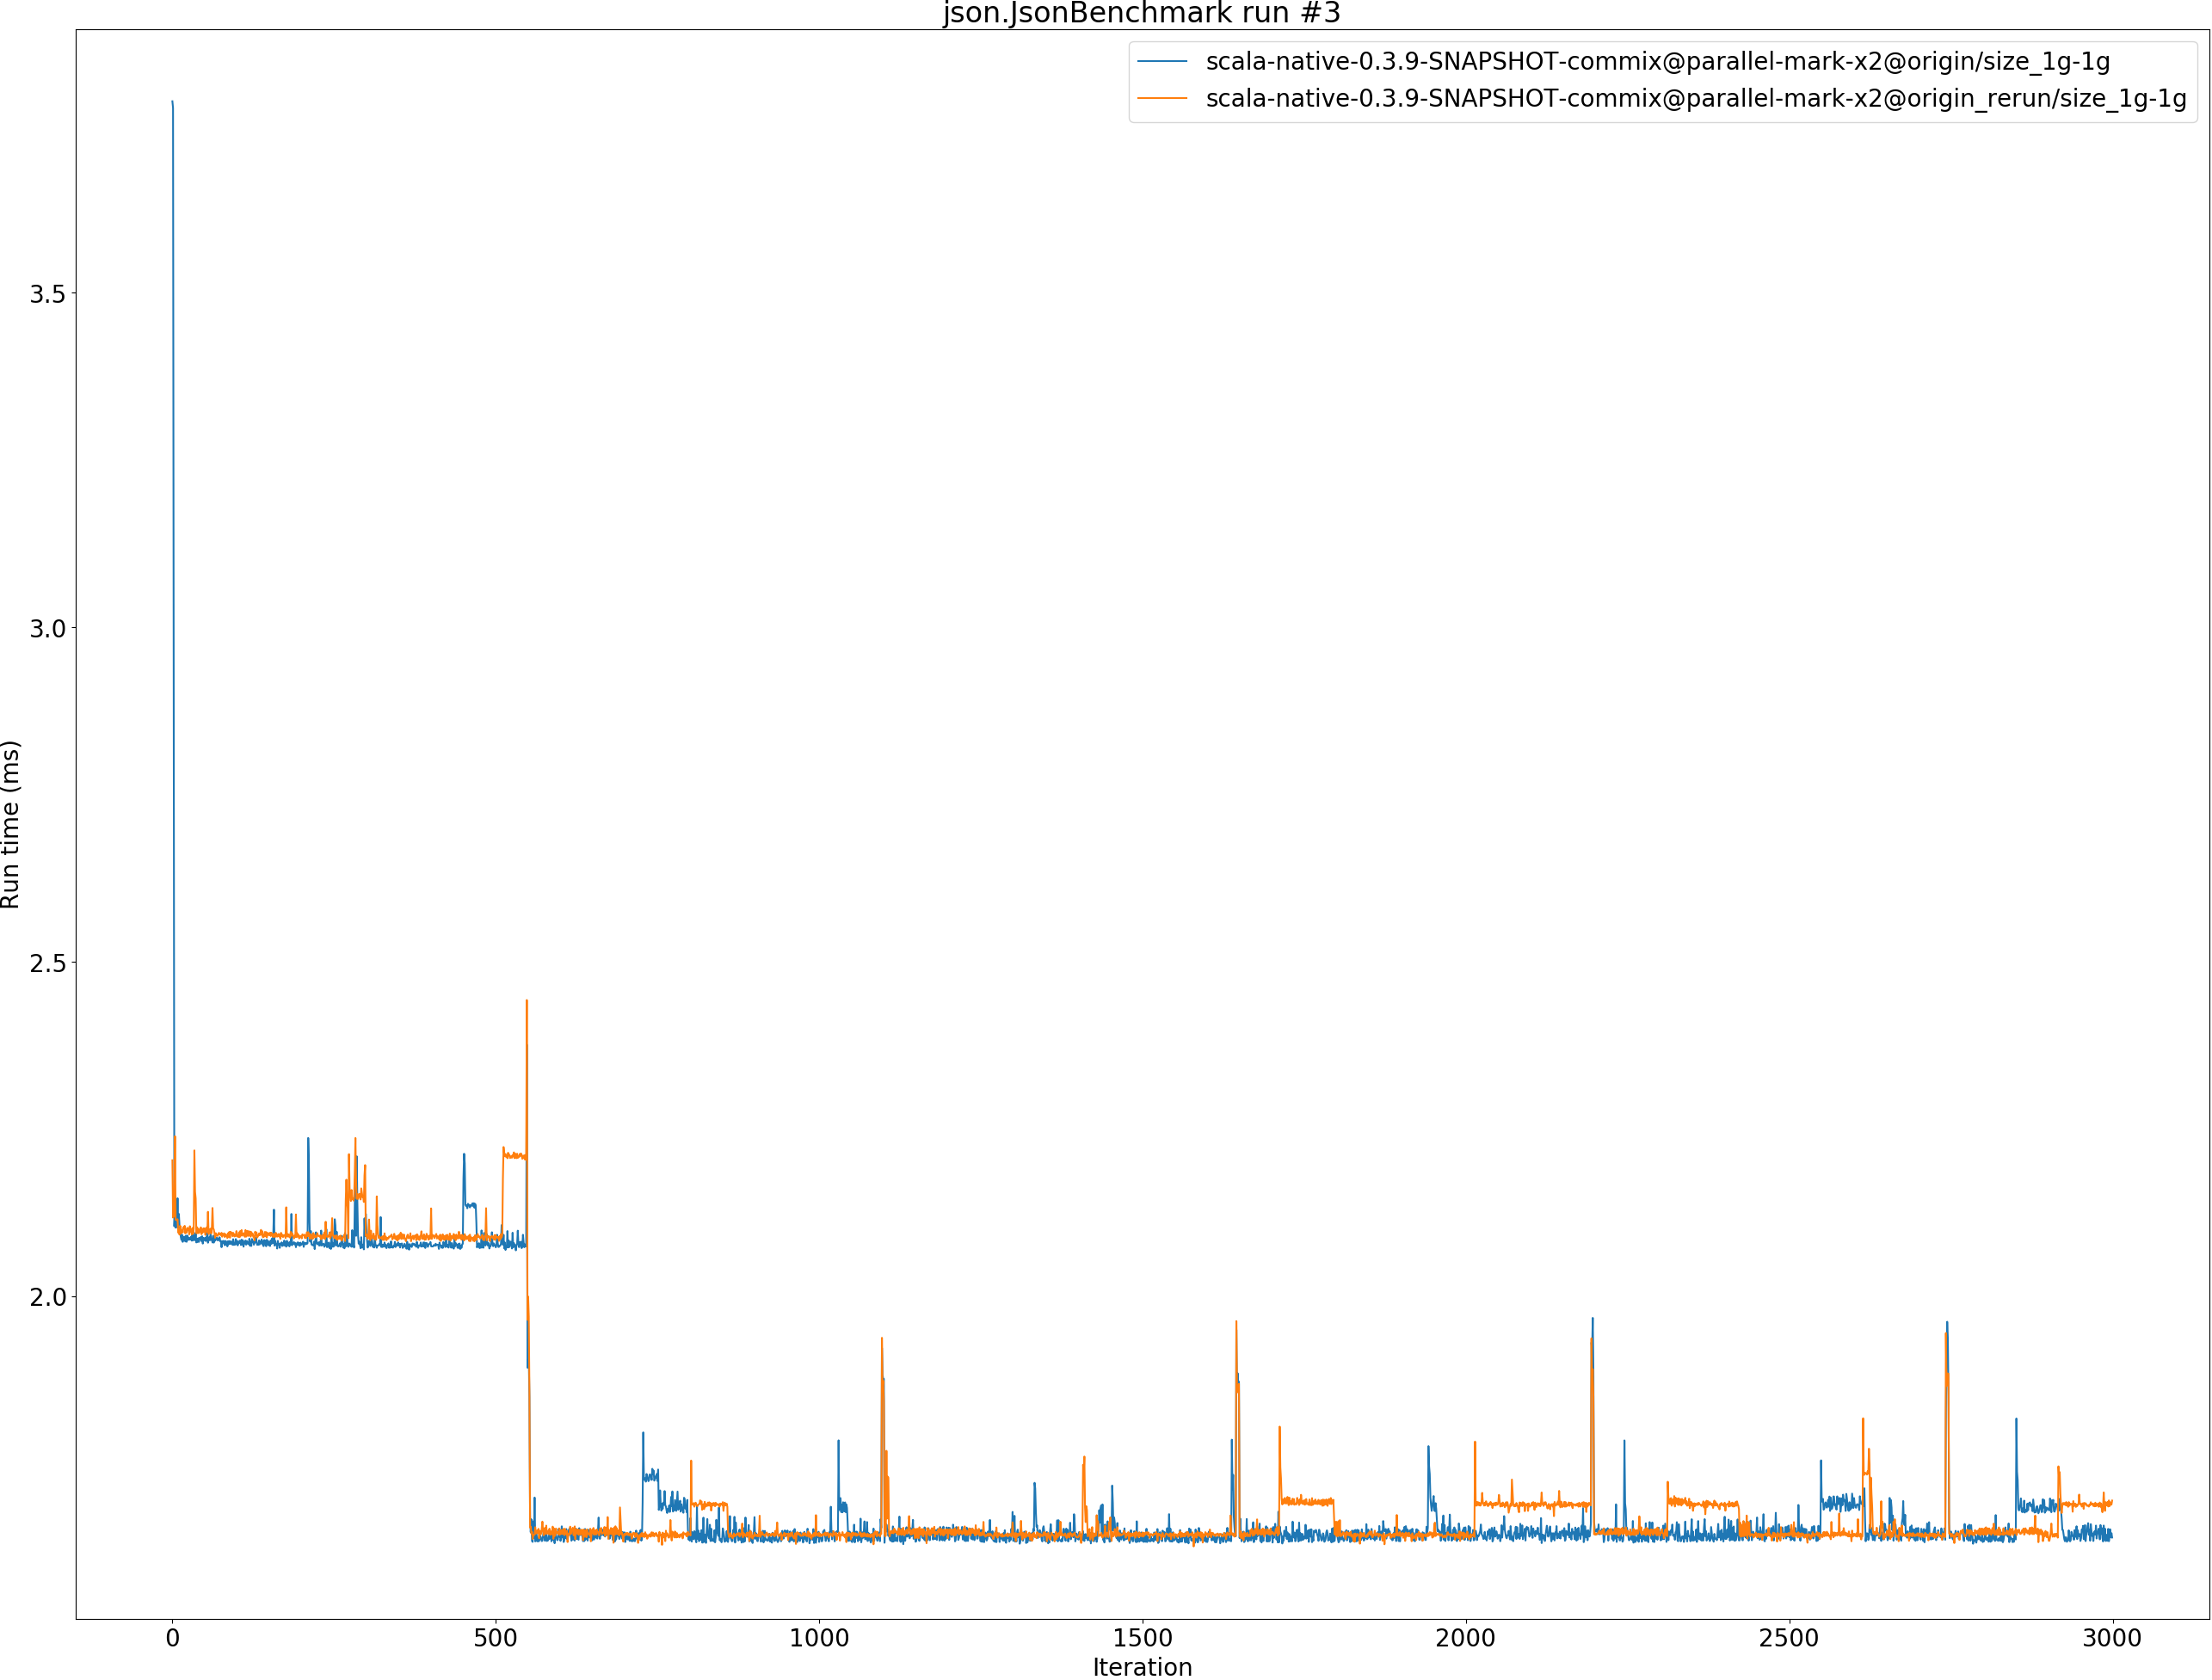 json.JsonBenchmark run #3
scala-native-0.3.9-SNAPSHOT-commix@parallel-mark-x2@origin/size_1g-1g
scala-native-0.3.9-SNAPSHOT-commix@parallel-mark-x2@origin_rerun/size_1g-1g
3.5
3.0
2.5
2.0
Run time (ms)
0 500 1000 1500 2000 2500 3000
Iteration